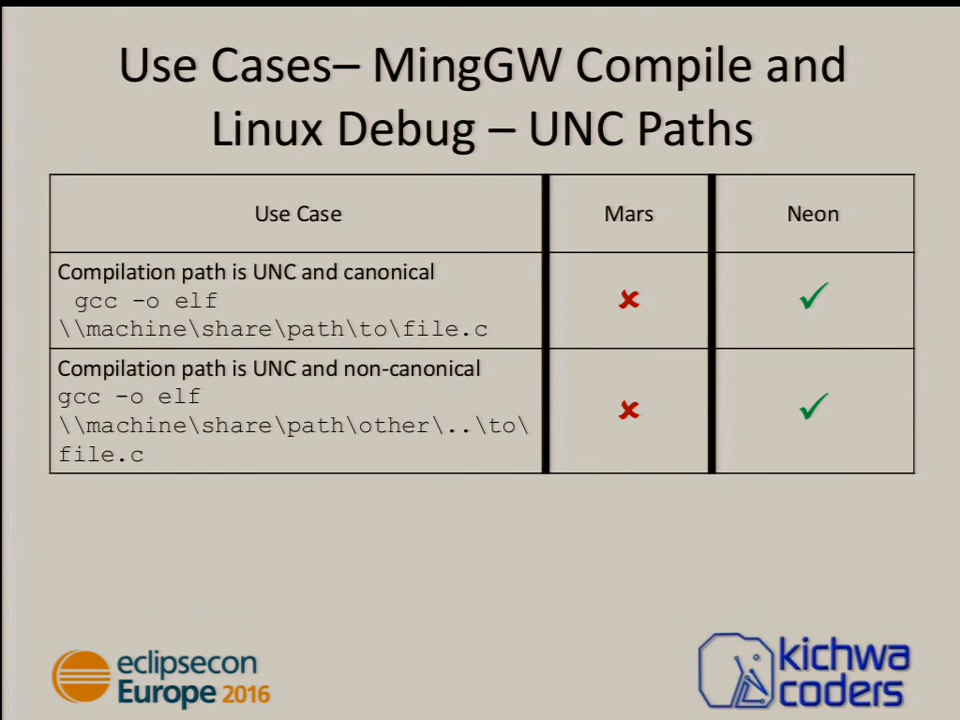 Use Cases– MingGW Compile and
Linux Debug – UNC Paths
Use Case
Mars
Neon
Compilation path is UNC and canonical
gcc -o elf
\\machine\share\path\to\file.c
✘
✓
Compilation path is UNC and non-canonical
gcc -o elf
\\machine\share\path\other\..\to\
file.c
✘
✓
eclipsecon
Europe 2016
kichwa
coders